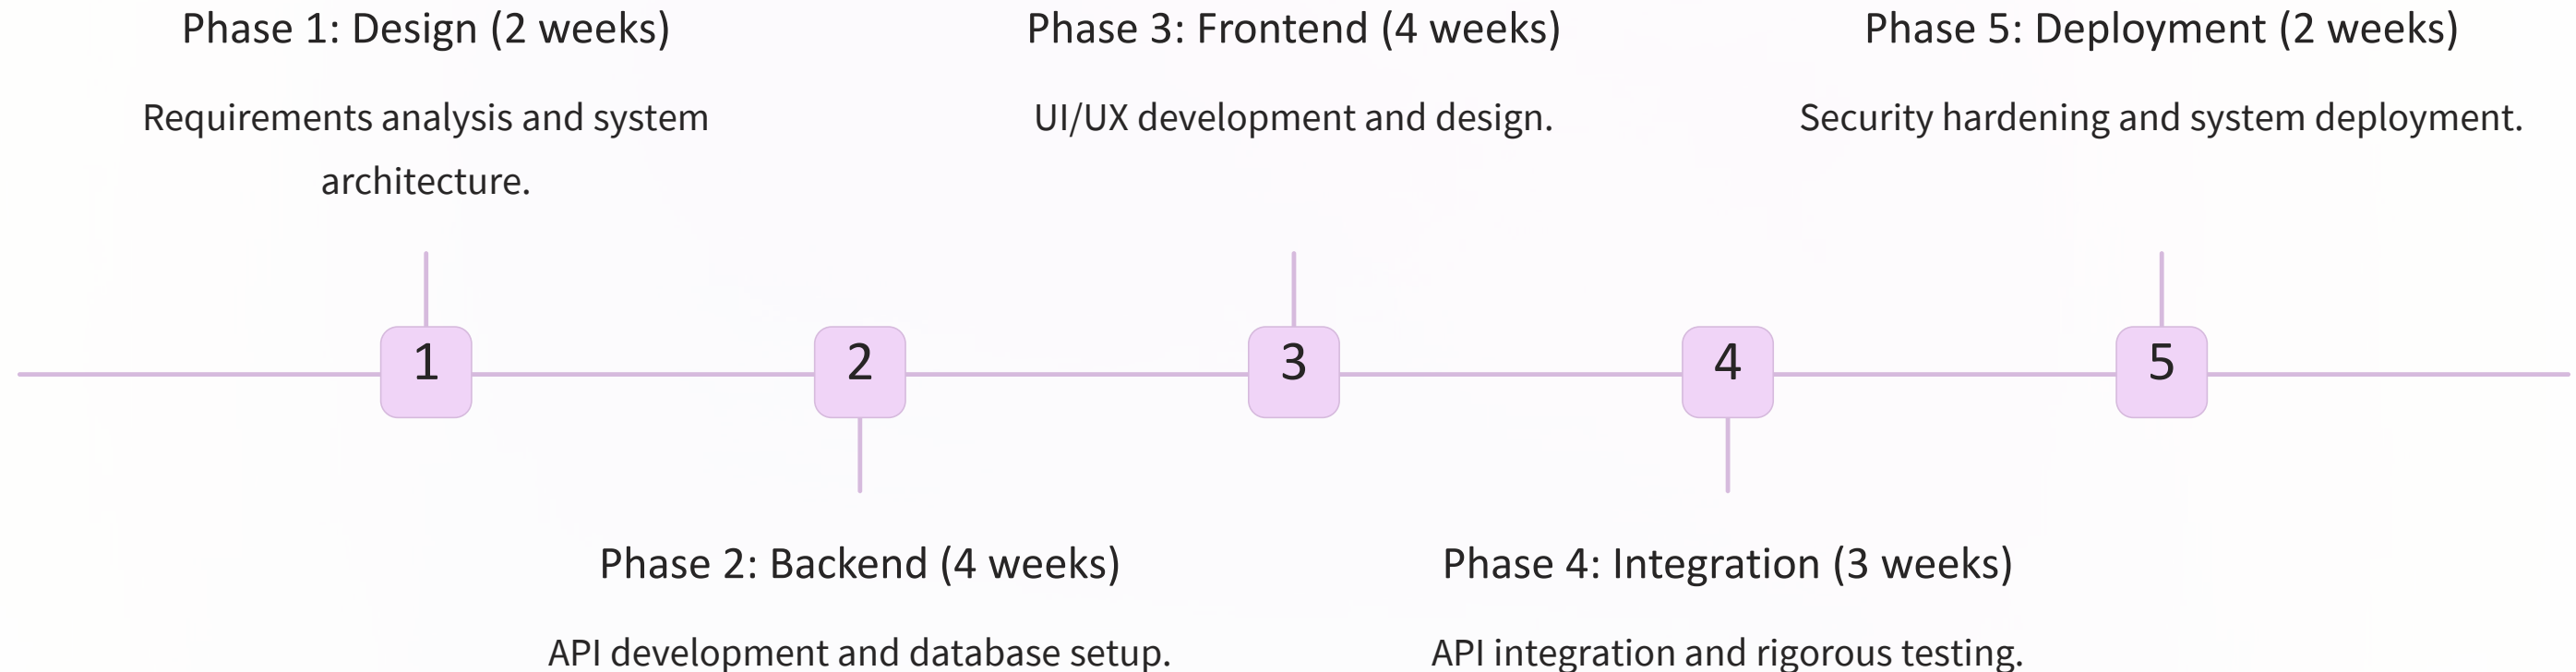 Phase 1: Design (2 weeks)
Requirements analysis and system
architecture.
Phase 3: Frontend (4 weeks)
UI/UX development and design.
Phase 5: Deployment (2 weeks)
Security hardening and system deployment.
1
2
3
4
5
Phase 2: Backend (4 weeks)
API development and database setup.
Phase 4: Integration (3 weeks)
API integration and rigorous testing.